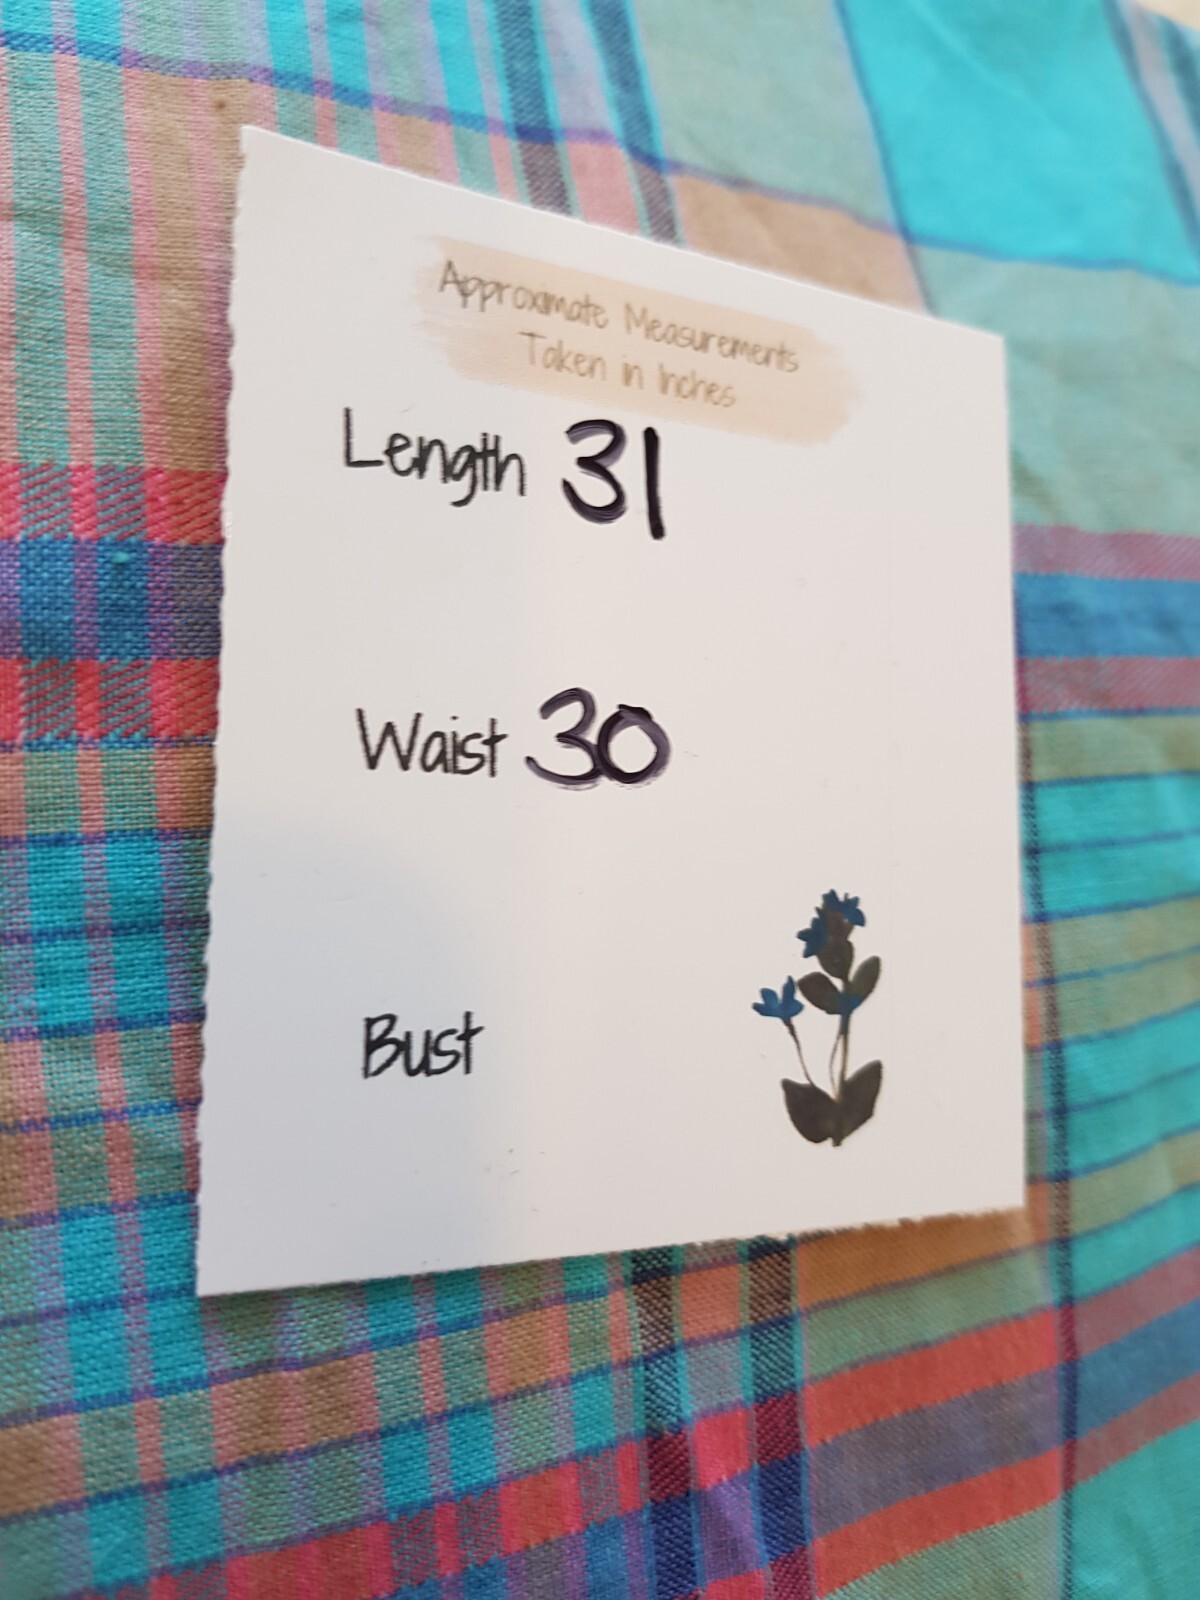 Approximate Measurements
Taken in Inches
Length 31
Waist 30
Bust